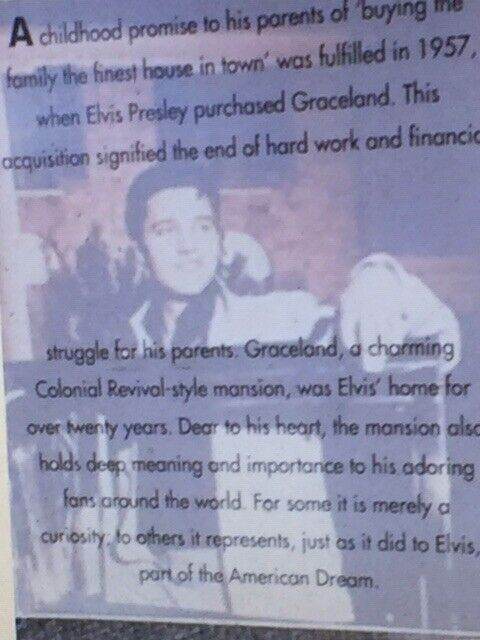 A childhood promise to his parents of 'buying the
family the finest house in town' was fulfilled in 1957,
when Elvis Presley purchased Graceland. This
acquisition signified the end of hard work and financic
struggle for his parents. Graceland, a charming
Colonial Revival-style mansion, was Elvis' home for
over twenty years. Dear to his heart, the mansion also
holds deep meaning and importance to his adoring
fans around the world. For some it is merely a
curiosity; to others it represents, just as it did to Elvis,
part of the American Dream.